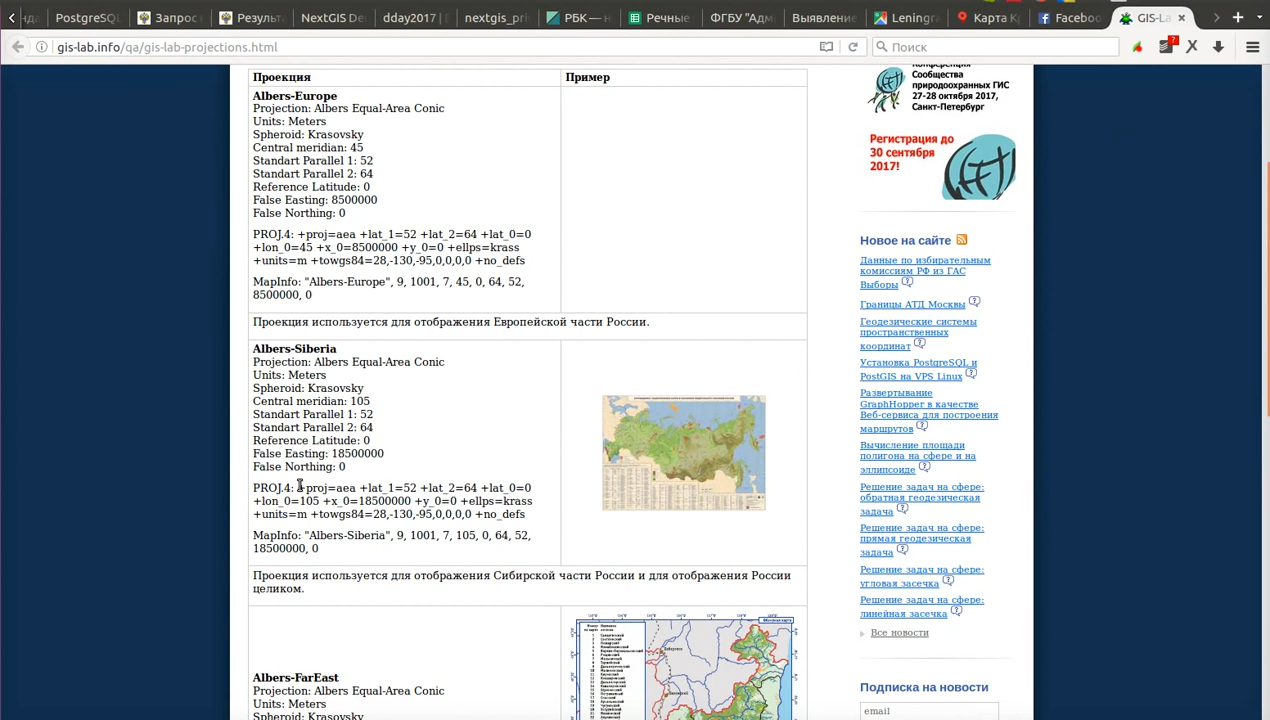 нда
PostgreSQ
Запрос
Результ
NextGIS De
dday2017 |
nextgis_pri
РБК —
Речные
ФГБУ "Адм
Выявление
Leningra
Карта К
Facebo
GIS-La
gis-lab.info/qa/gis-lab-projections.html
Поиск
7
Проекция
Пример
Albers-Europe
Projection: Albers Equal-Area Conic
Units: Meters
Spheroid: Krasovsky
Central meridian: 45
Standart Parallel 1: 52
Standart Parallel 2: 64
Reference Latitude: 0
False Easting: 8500000
False Northing: 0
PROJ.4: +proj=aea +lat_1=52 +lat_2=64 +lat_0=0
+lon_0=45 +x_0=8500000 +y_0=0 +ellps=krass
+units=m +towgs84=28,-130,-95,0,0,0,0 +no_defs
MapInfo: "Albers-Europe", 9, 1001, 7, 45, 0, 64, 52,
8500000, 0
Проекция используется для отображения Европейской части России.
Albers-Siberia
Projection: Albers Equal-Area Conic
Units: Meters
Spheroid: Krasovsky
Central meridian: 105
Standart Parallel 1: 52
Standart Parallel 2: 64
Reference Latitude: 0
False Easting: 18500000
False Northing: 0
PROJ.4: +proj=aea +lat_1=52 +lat_2=64 +lat_0=0
+lon_0=105 +x_0=18500000 +y_0=0 +ellps=krass
+units=m +towgs84=28,-130,-95,0,0,0,0 +no_defs
MapInfo: "Albers-Siberia", 9, 1001, 7, 105, 0, 64, 52,
18500000, 0
Проекция используется для отображения Сибирской части России и для отображения России
целиком.
Albers-FarEast
Projection: Albers Equal-Area Conic
Units: Meters
Spheroid: Krasovsky
Конференция
Сообщества
природоохранных ГИС
27-28 октября 2017,
Санкт-Петербург
Регистрация до
30 сентября
2017!
Новое на сайте
Данные по избирательным
комиссиям РФ из ГАС
Выборы
Границы АТД Москвы
Геодезические системы
пространственных
координат
Установка PostgreSQL и
PostGIS на VPS Linux
Развертывание
GraphHopper в качестве
Веб-сервиса для построения
маршрутов
Вычисление площади
полигона на сфере и на
эллипсоиде
Решение задач на сфере:
обратная геодезическая
задача
Решение задач на сфере:
прямая геодезическая
задача
Решение задач на сфере:
угловая засечка
Решение задач на сфере:
линейная засечка
Все новости
Подписка на новости
email